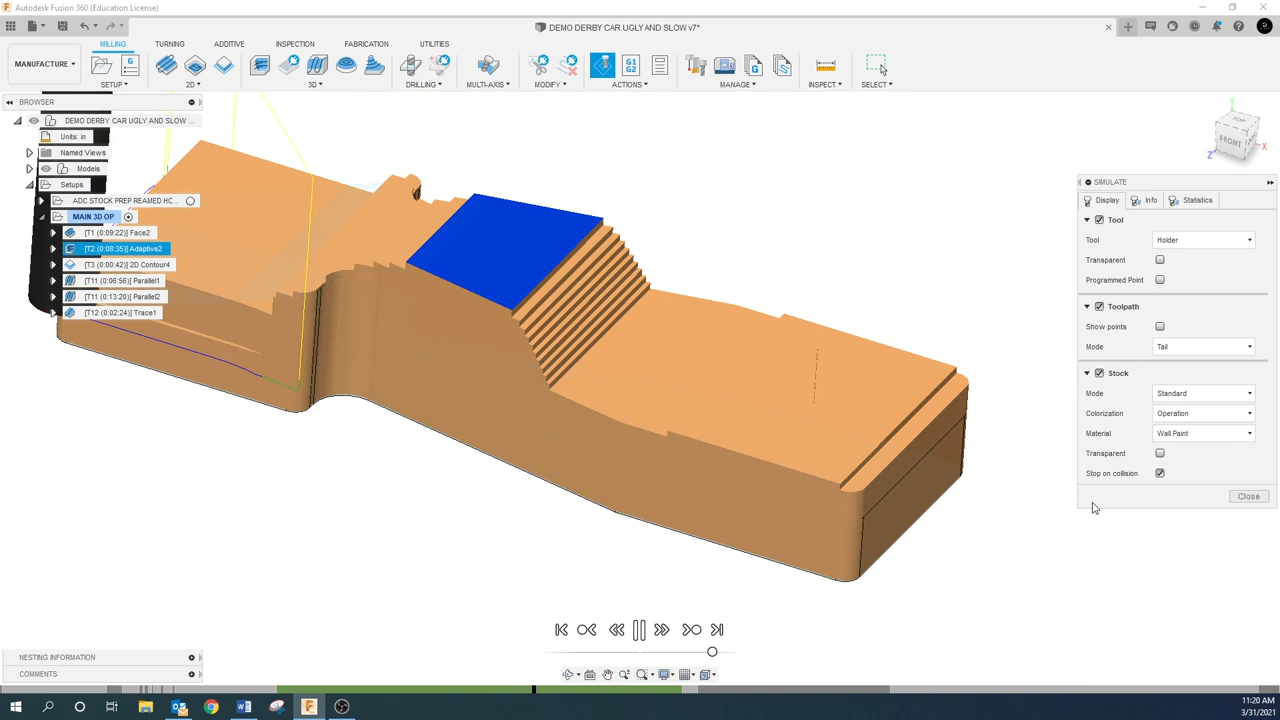 Autodesk Fusion 360 (Education License)
DEMO DERBY CAR UGLY AND SLOW v7*
MILLING TURNING ADDITIVE INSPECTION FABRICATION UTILITIES
MANUFACTURE
SETUP 2D 3D DRILLING MULTI-AXIS MODIFY ACTIONS MANAGE INSPECT SELECT
G1
G2
BROWSER
DEMO DERBY CAR UGLY AND SLOW ...
Units: in
Named Views
Models
Setups
ADC STOCK PREP REAMED HC...
MAIN 3D OP
[T1 (0:09:22)] Face2
[T2 (0:08:35)] Adaptive2
[T3 (0:00:42)] 2D Contour4
[T11 (0:06:56)] Parallel1
[T11 (0:13:20)] Parallel2
[T12 (0:02:24)] Trace1
TOP
FRONT
Y
X
Z
SIMULATE
Display Info Statistics
Tool
Tool Holder
Transparent
Programmed Point
Toolpath
Show points
Mode Tail
Stock
Mode Standard
Colorization Operation
Material Wall Paint
Transparent
Stop on collision
Close
NESTING INFORMATION
COMMENTS
11:20 AM
3/31/2021